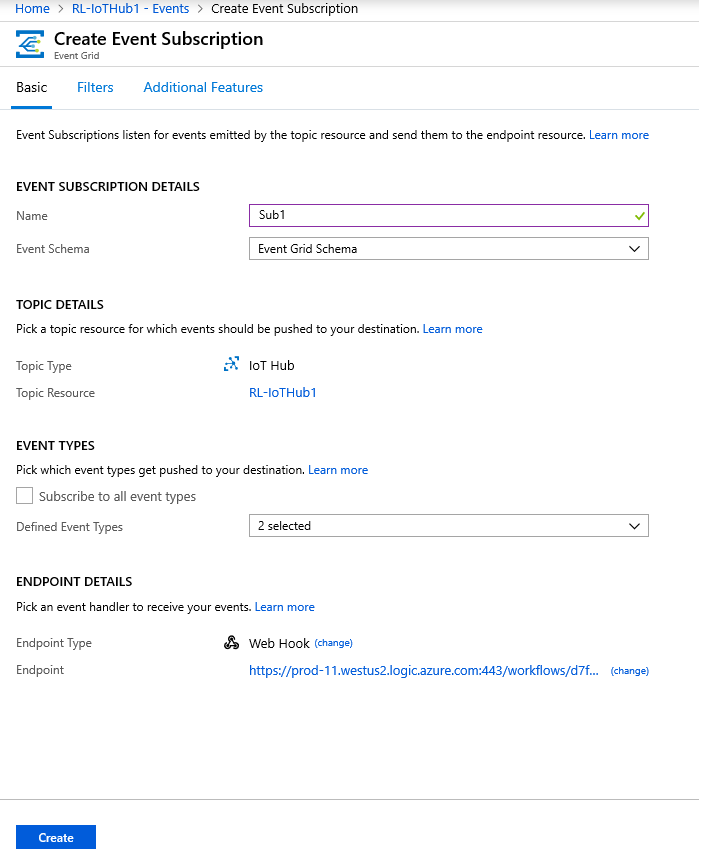 Home > RL-IoTHub1 - Events > Create Event Subscription
Create Event Subscription
Event Grid
Basic Filters Additional Features
Event Subscriptions listen for events emitted by the topic resource and send them to the endpoint resource. Learn more
EVENT SUBSCRIPTION DETAILS
Name Sub1
Event Schema Event Grid Schema
TOPIC DETAILS
Pick a topic resource for which events should be pushed to your destination. Learn more
Topic Type IoT Hub
Topic Resource RL-IoTHub1
EVENT TYPES
Pick which event types get pushed to your destination. Learn more
Subscribe to all event types
Defined Event Types 2 selected
ENDPOINT DETAILS
Pick an event handler to receive your events. Learn more
Endpoint Type Web Hook (change)
Endpoint https://prod-11.westus2.logic.azure.com:443/workflows/d7f... (change)
Create